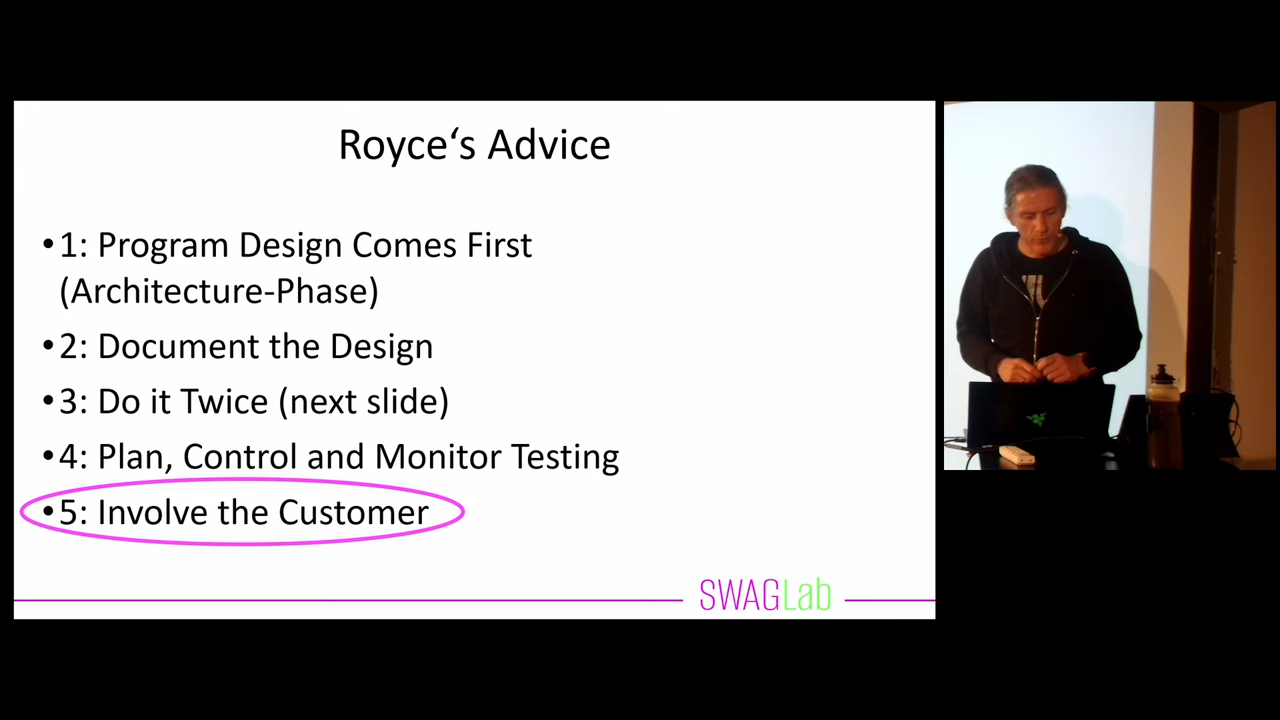 Royce‘s Advice
•1: Program Design Comes First
(Architecture-Phase)
•2: Document the Design
•3: Do it Twice (next slide)
•4: Plan, Control and Monitor Testing
•5: Involve the Customer
SWAGLab